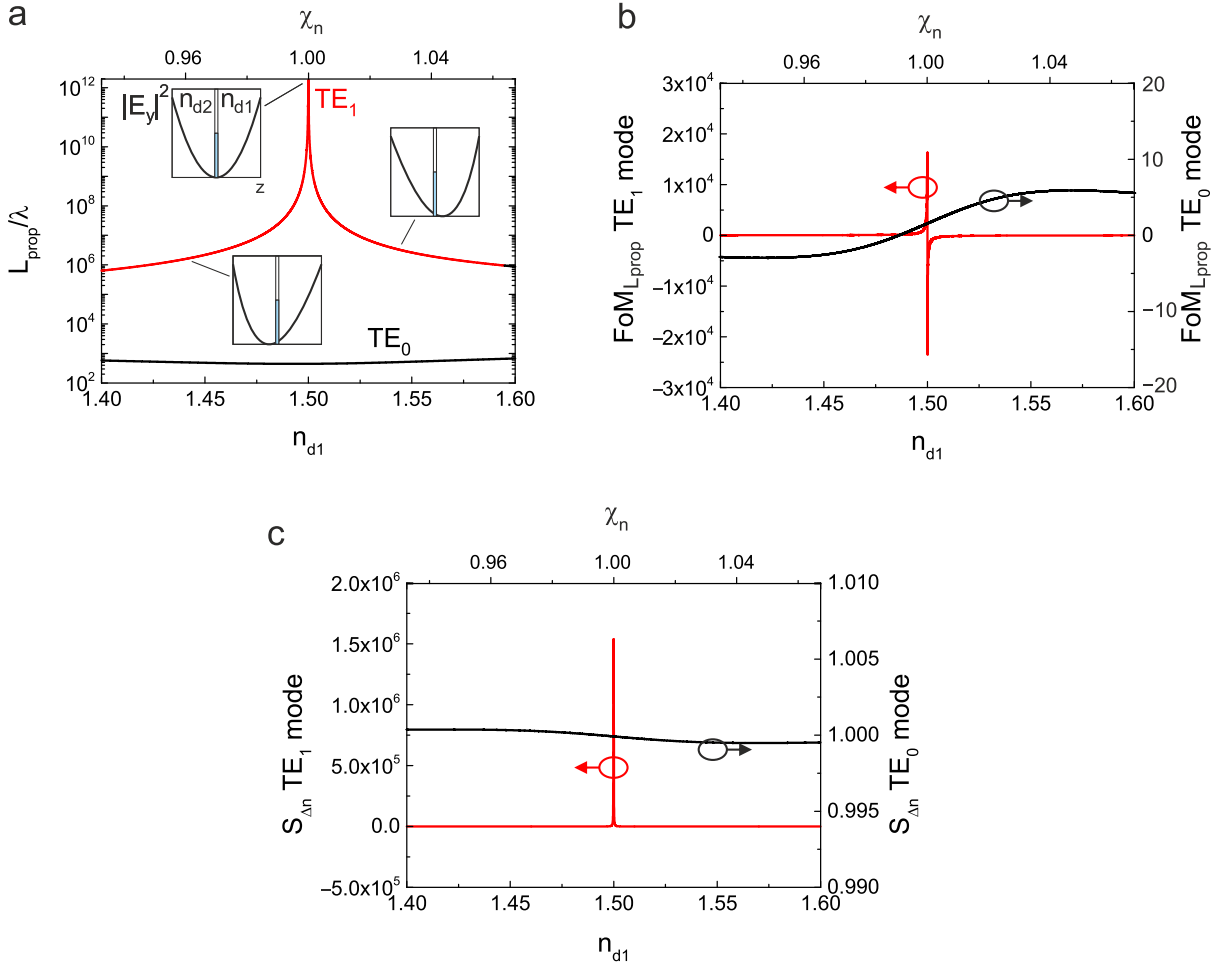 a
χn
0.96 1.00 1.04
10^12
10^10
10^8
10^6
10^4
10^2
Lprop/λ
|Ey|^2
nd2 nd1
z
TE1
TE0
1.40 1.45 1.50 1.55 1.60
nd1
b
χn
0.96 1.00 1.04
3x10^4
2x10^4
1x10^4
0
−1x10^4
−2x10^4
−3x10^4
FoMLprop TE1 mode
20
10
0
−10
−20
FoMLprop TE0 mode
1.40 1.45 1.50 1.55 1.60
nd1
c
χn
0.96 1.00 1.04
2.0x10^6
1.5x10^6
1.0x10^6
5.0x10^5
0.0
−5.0x10^5
SΔn TE1 mode
1.010
1.005
1.000
0.995
0.990
SΔn TE0 mode
1.40 1.45 1.50 1.55 1.60
nd1